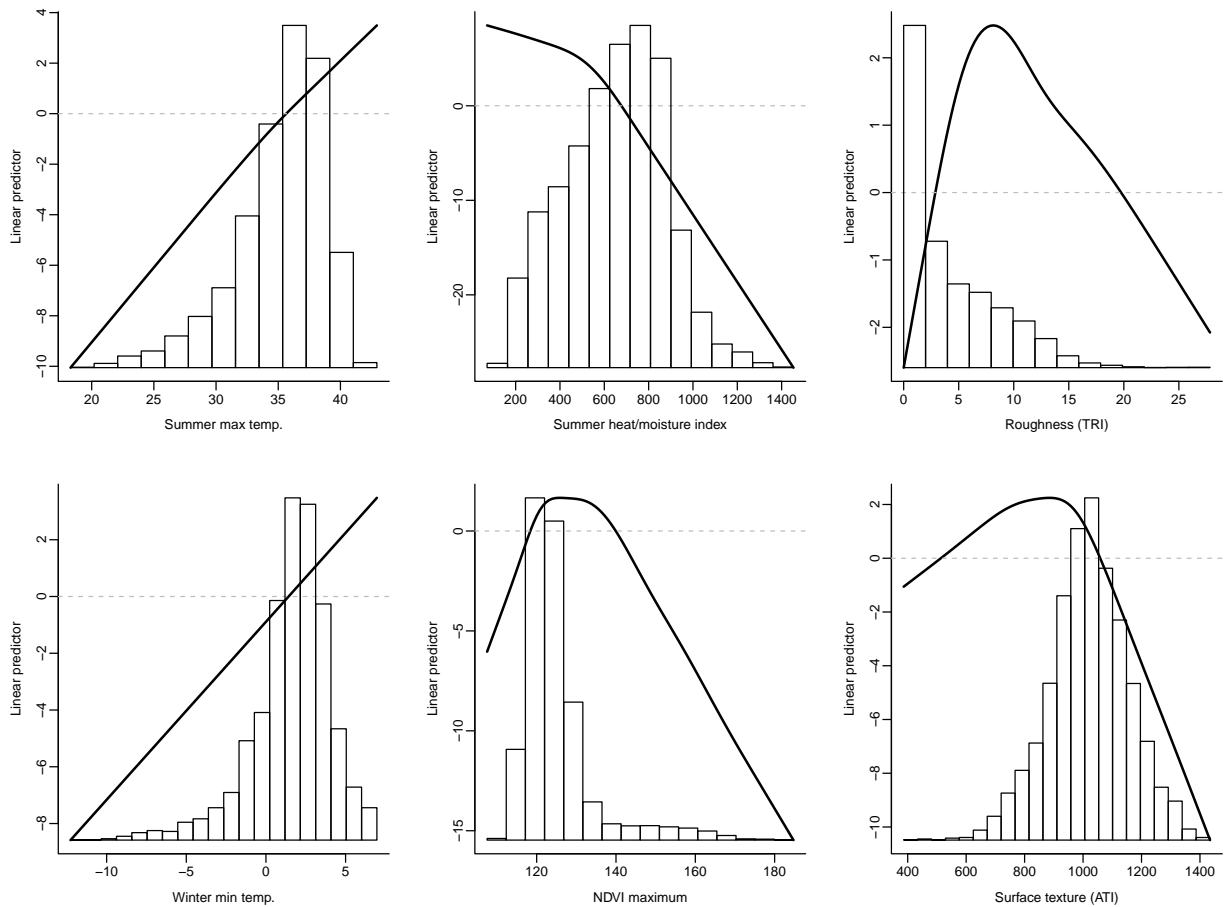 4
2
0
−2
−4
−6
−8
−10
Linear predictor
20 25 30 35 40
Summer max temp.
0
−10
−20
Linear predictor
200 400 600 800 1000 1200 1400
Summer heat/moisture index
2
1
0
−1
−2
Linear predictor
0 5 10 15 20 25
Roughness (TRI)
2
0
−2
−4
−6
−8
Linear predictor
−10 −5 0 5
Winter min temp.
0
−5
−10
−15
Linear predictor
120 140 160 180
NDVI maximum
2
0
−2
−4
−6
−8
−10
Linear predictor
400 600 800 1000 1200 1400
Surface texture (ATI)